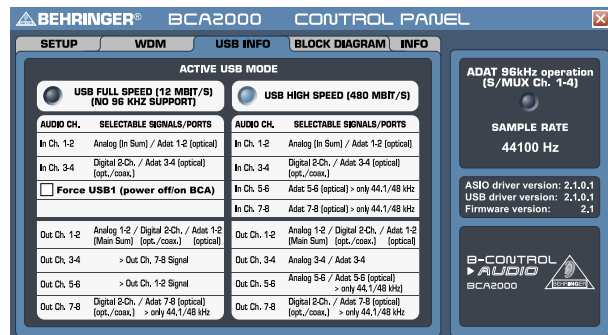 BEHRINGER® BCA2000 CONTROL PANEL
SETUP WDM USB INFO BLOCK DIAGRAM INFO
ACTIVE USB MODE
USB FULL SPEED (12 MBIT/S)
(NO 96 KHZ SUPPORT)
AUDIO CH. SELECTABLE SIGNALS/PORTS
In Ch. 1-2 Analog (In Sum) / Adat 1-2 (optical)
In Ch. 3-4 Digital 2-Ch. / Adat 3-4 (optical)
(opt./coax.)
Force USB1 (power off/on BCA)
Out Ch. 1-2 Analog 1-2 / Digital 2-Ch. / Adat 1-2
(Main Sum) (opt./coax.) (optical)
Out Ch. 3-4 > Out Ch. 7-8 Signal
Out Ch. 5-6 > Out Ch. 1-2 Signal
Out Ch. 7-8 Digital 2-Ch. / Adat 7-8 (optical)
(opt./coax.) > only 44.1/48 kHz
USB HIGH SPEED (480 MBIT/S)
AUDIO CH. SELECTABLE SIGNALS/PORTS
In Ch. 1-2 Analog (In Sum) / Adat 1-2 (optical)
In Ch. 3-4 Digital 2-Ch. / Adat 3-4 (optical)
(opt./coax.)
In Ch. 5-6 Adat 5-6 (optical) > only 44.1/48 kHz
In Ch. 7-8 Adat 7-8 (optical) > only 44.1/48 kHz
Out Ch. 1-2 Analog 1-2 / Digital 2-Ch. / Adat 1-2
(Main Sum) (opt./coax.) (optical)
Out Ch. 3-4 Analog 3-4 / Adat 3-4
Out Ch. 5-6 Analog 5-6 / Adat 5-6 (optical)
> only 44.1/48 kHz
Out Ch. 7-8 Digital 2-Ch. / Adat 7-8 (optical)
(opt./coax.) > only 44.1/48 kHz
ADAT 96kHz operation
(S/MUX Ch. 1-4)
SAMPLE RATE
44100 Hz
ASIO driver version: 2.1.0.1
USB driver version: 2.1.0.1
Firmware version: 2.1
B-CONTROL
AUDIO
BCA2000
BEHRINGER